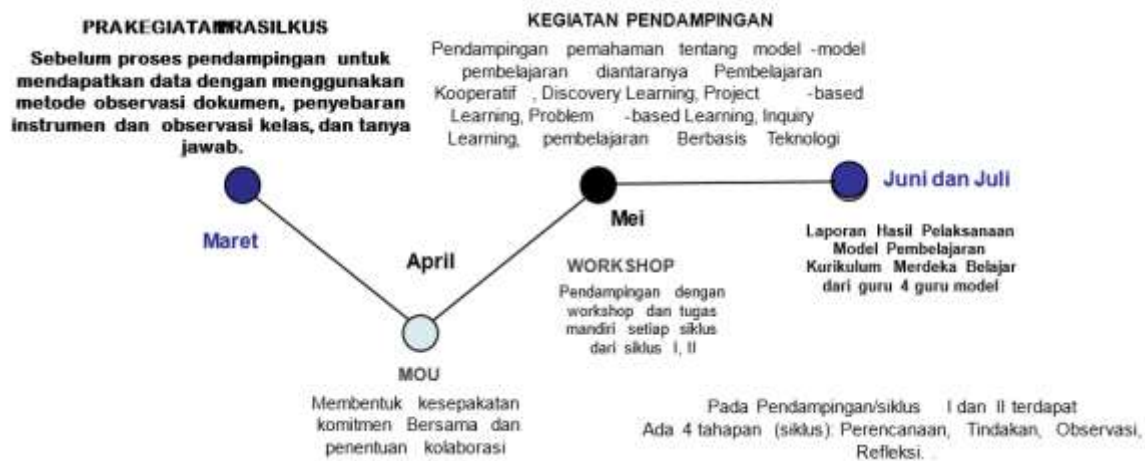 PRAKEGIATAN/PRASILKUS
Sebelum proses pendampingan untuk
mendapatkan data dengan menggunakan
metode observasi dokumen, penyebaran
instrumen dan observasi kelas, dan tanya
jawab.
KEGIATAN PENDAMPINGAN
Pendampingan pemahaman tentang model -model
pembelajaran diantaranya Pembelajaran
Kooperatif , Discovery Learning, Project -based
Learning, Problem -based Learning, Inquiry
Learning, pembelajaran Berbasis Teknologi
Maret
April
Mei
Juni dan Juli
MOU
Membentuk kesepakatan
komitmen Bersama dan
penentuan kolaborasi
WORKSHOP
Pendampingan dengan
workshop dan tugas
mandiri setiap siklus
dari siklus I, II
Laporan Hasil Pelaksanaan
Model Pembelajaran
Kurikulum Merdeka Belajar
dari guru 4 guru model
Pada Pendampingan/siklus I dan II terdapat
Ada 4 tahapan (siklus): Perencanaan, Tindakan, Observasi,
Refleksi.